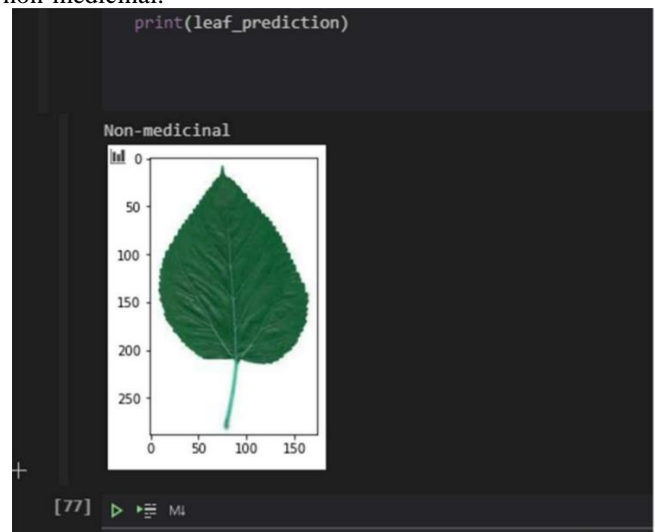 non-medicinal.
print(leaf_prediction)
Non-medicinal
0
50
100
150
200
250
0 50 100 150
[77] M↓